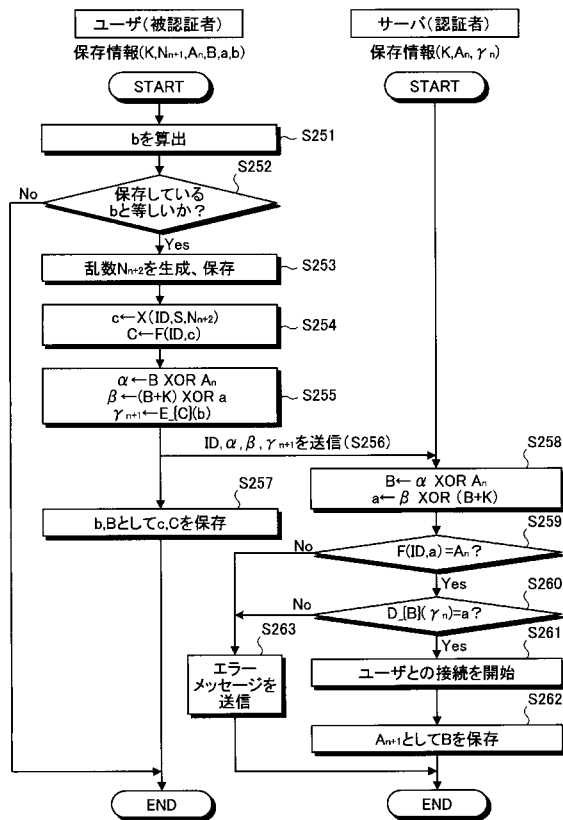 ユーザ(被認証者)
保存情報(K,Nn+1,An,B,a,b)
START
bを算出
S251
S252
No
保存している
bと等しいか？
Yes
乱数Nn+2を生成、保存
S253
c←X(ID,S,Nn+2)
C←F(ID,c)
S254
α←B XOR An
β←(B+K) XOR a
γn+1←E_{C}(b)
S255
ID,α,β,γn+1を送信(S256)
S257
b,Bとしてc,Cを保存
END
サーバ(認証者)
保存情報(K,An,γn)
START
S258
B←α XOR An
a←β XOR (B+K)
S259
No
F(ID,a)=An？
Yes
S260
No
D_{B}(γn)=a？
Yes
S263
エラー
メッセージを
送信
S261
ユーザとの接続を開始
S262
An+1としてBを保存
END